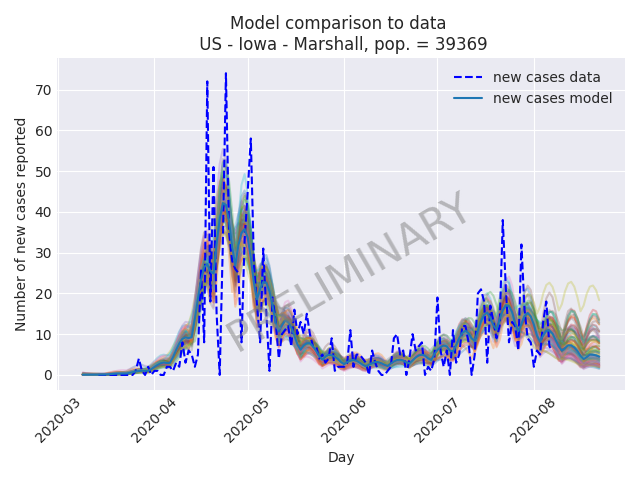 Model comparison to data
US - Iowa - Marshall, pop. = 39369
new cases data
new cases model
PRELIMINARY
Number of new cases reported
70
60
50
40
30
20
10
0
2020-03
2020-04
2020-05
2020-06
2020-07
2020-08
Day